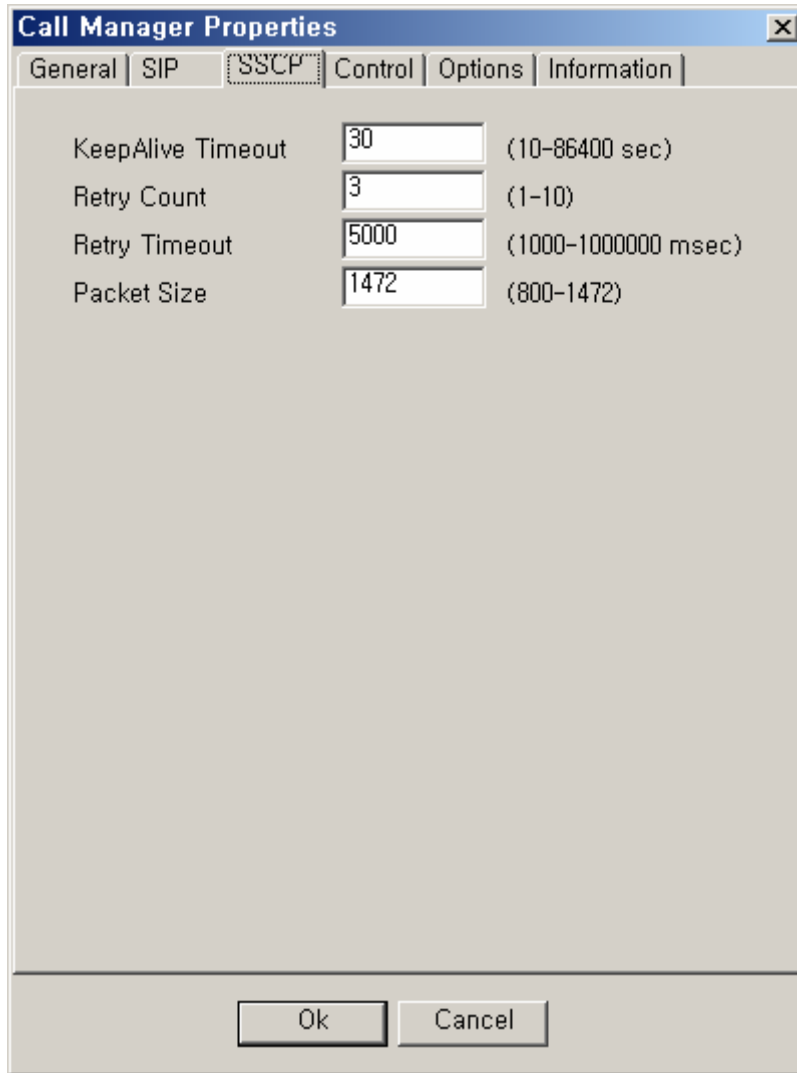 Call Manager Properties
General SIP SSCP Control Options Information
KeepAlive Timeout 30 (10-86400 sec)
Retry Count 3 (1-10)
Retry Timeout 5000 (1000-1000000 msec)
Packet Size 1472 (800-1472)
Ok Cancel